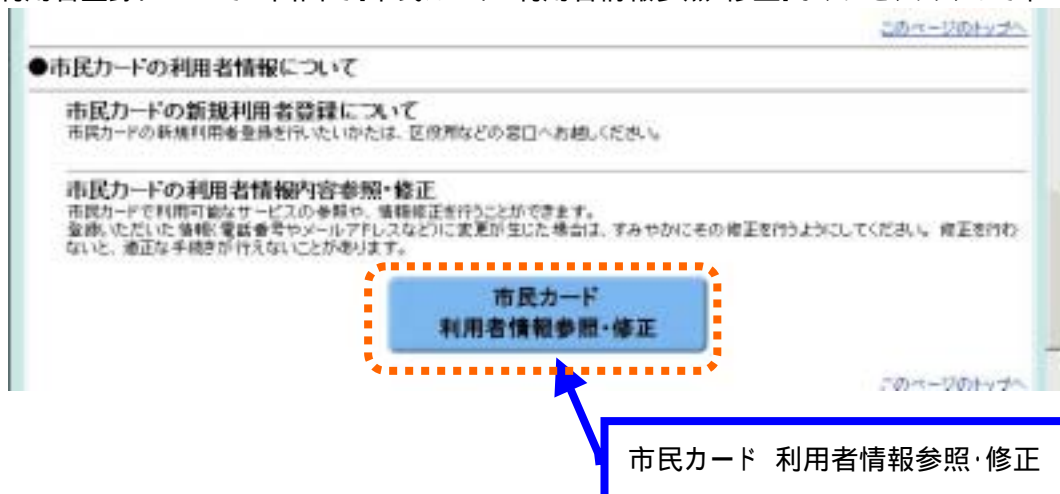 このページのトップへ
●市民カードの利用者情報について
市民カードの新規利用者登録について
市民カードの新規利用者登録を行いたいかたは、区役所などの窓口へお越しください。
市民カードの利用者情報内容参照・修正
市民カードで利用可能なサービスの参照や、情報修正を行うことができます。
登録いただいた情報(電話番号やメールアドレスなど)に変更が生じた場合は、すみやかにその修正を行うようにしてください。修正を行わ
ないと、適正な手続きが行えないことがあります。
市民カード
利用者情報参照・修正
このページのトップへ
市民カード 利用者情報参照・修正